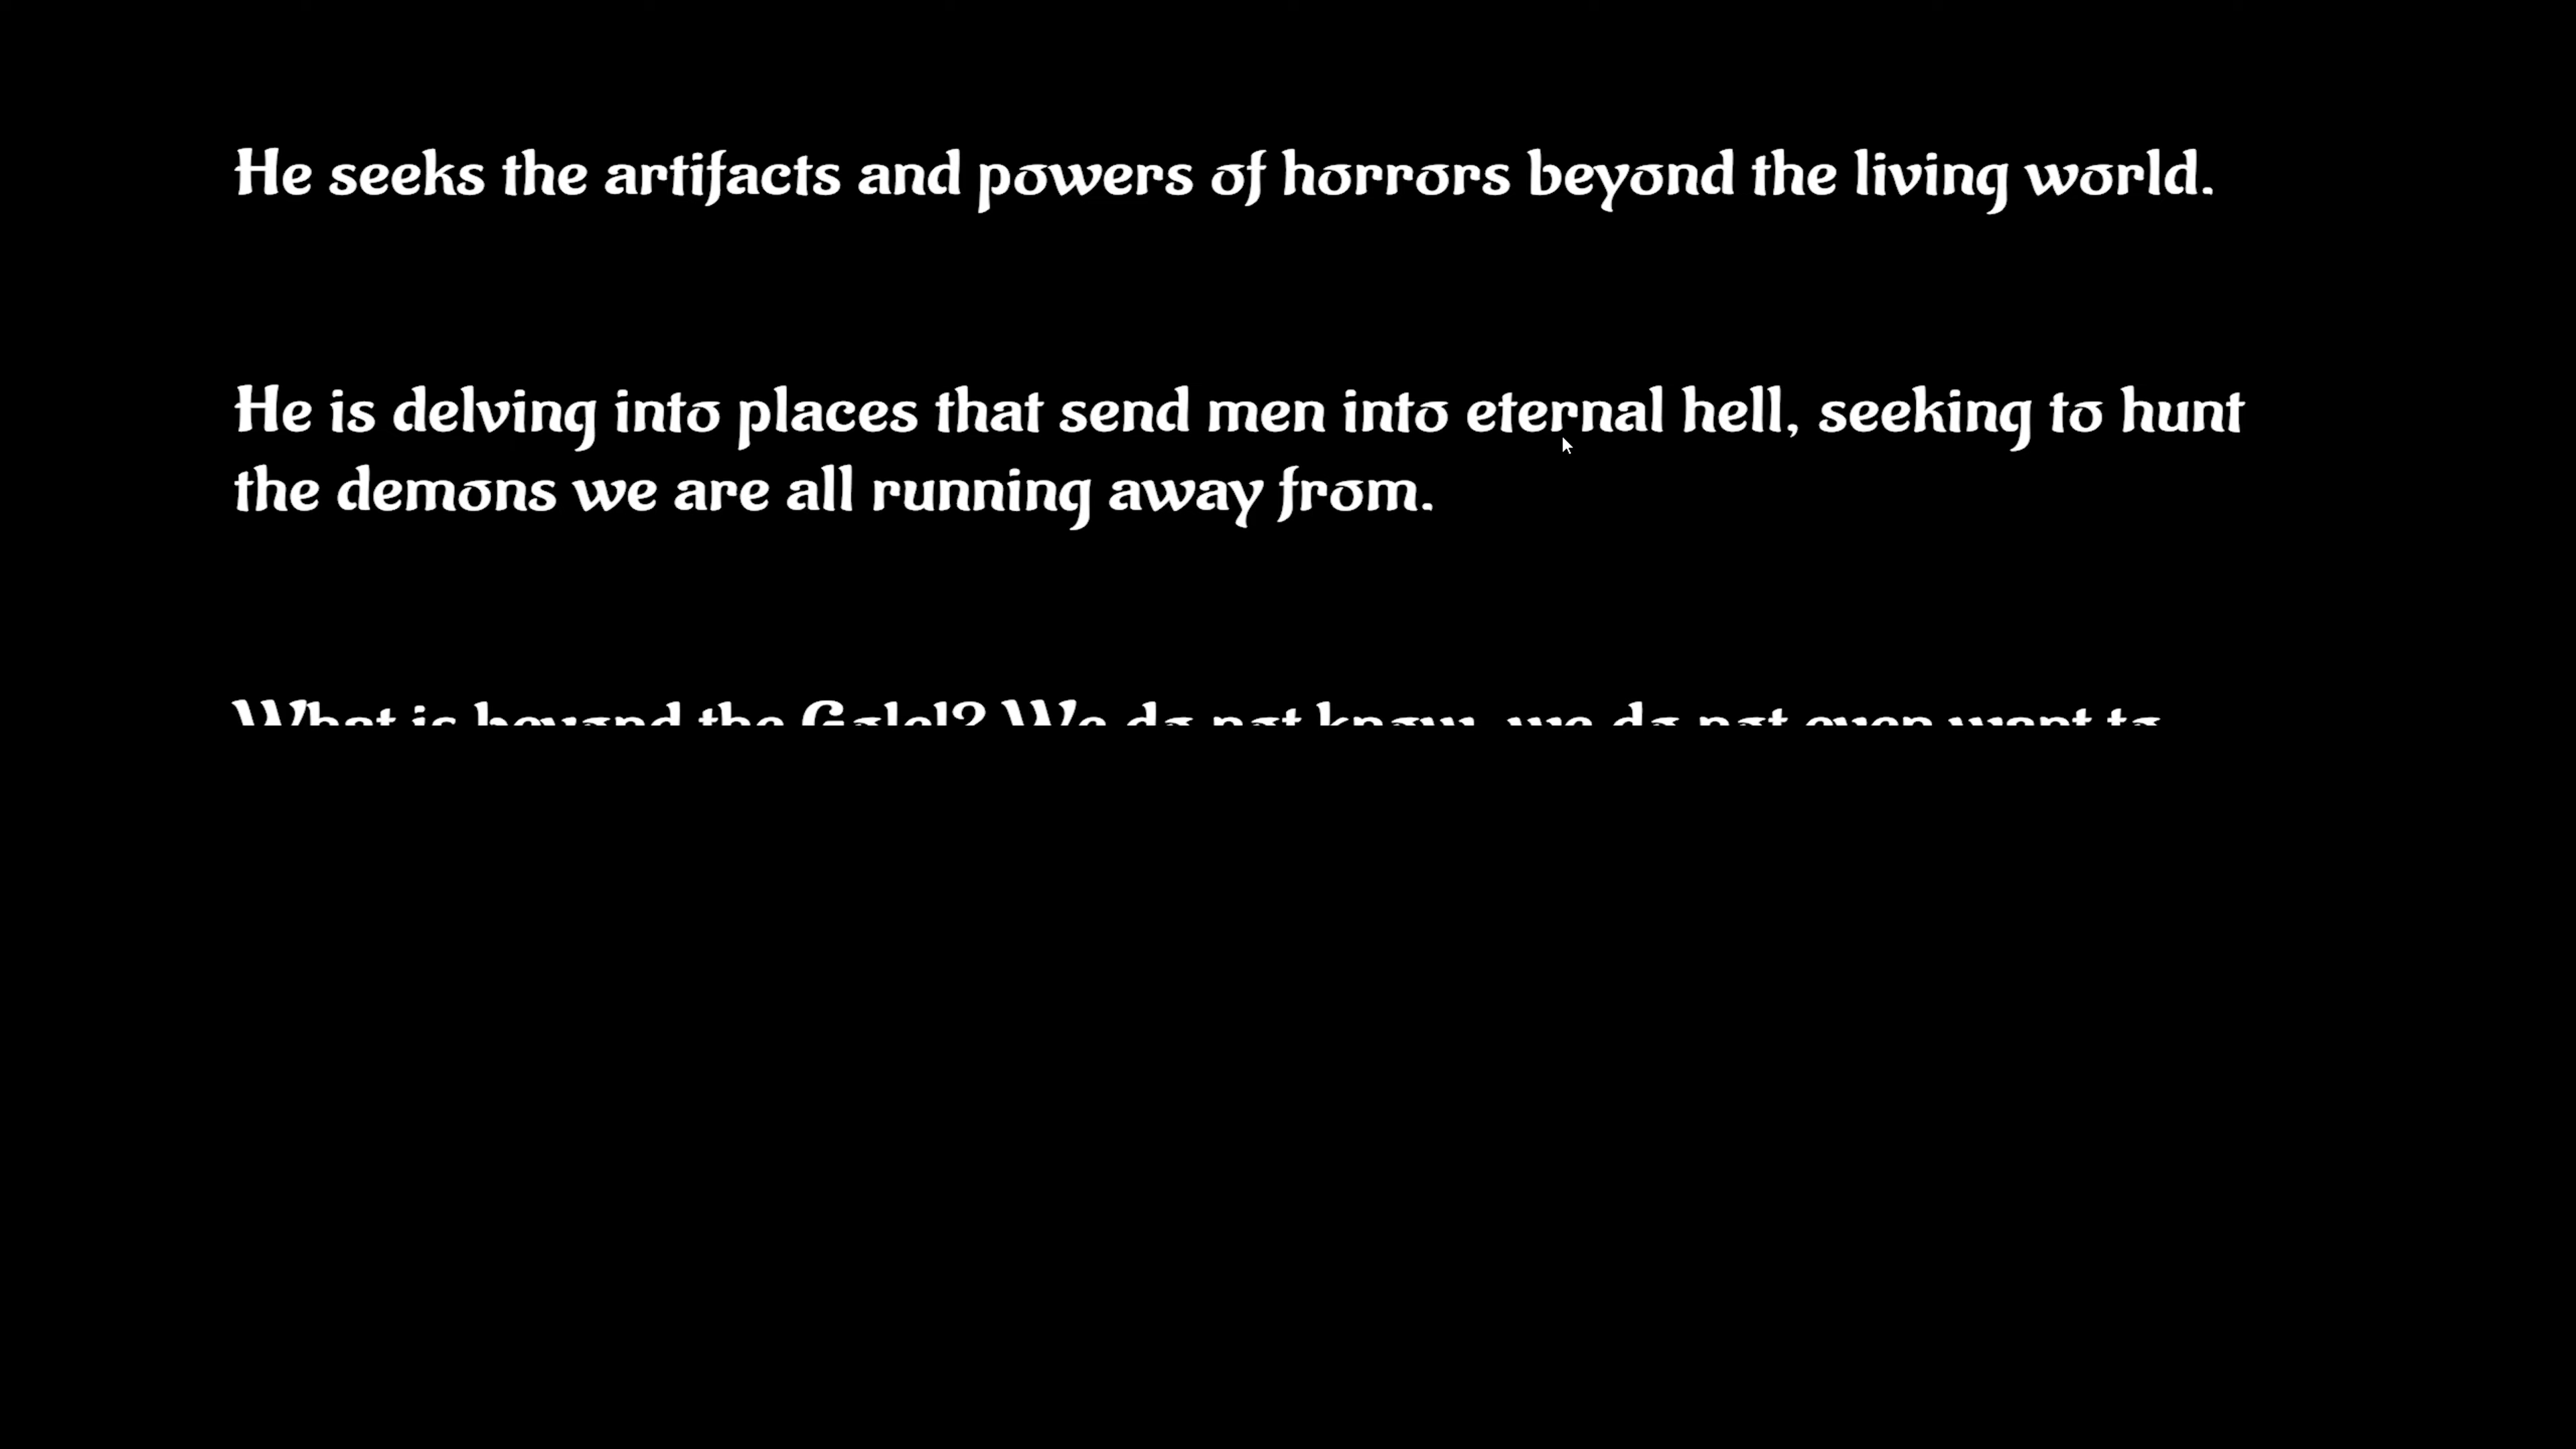 He seeks the artifacts and powers of horrors beyond the living world.
He is delving into places that send men into eternal hell, seeking to hunt
the demons we are all running away from.
What is beyond the We do not know, we do not even want to